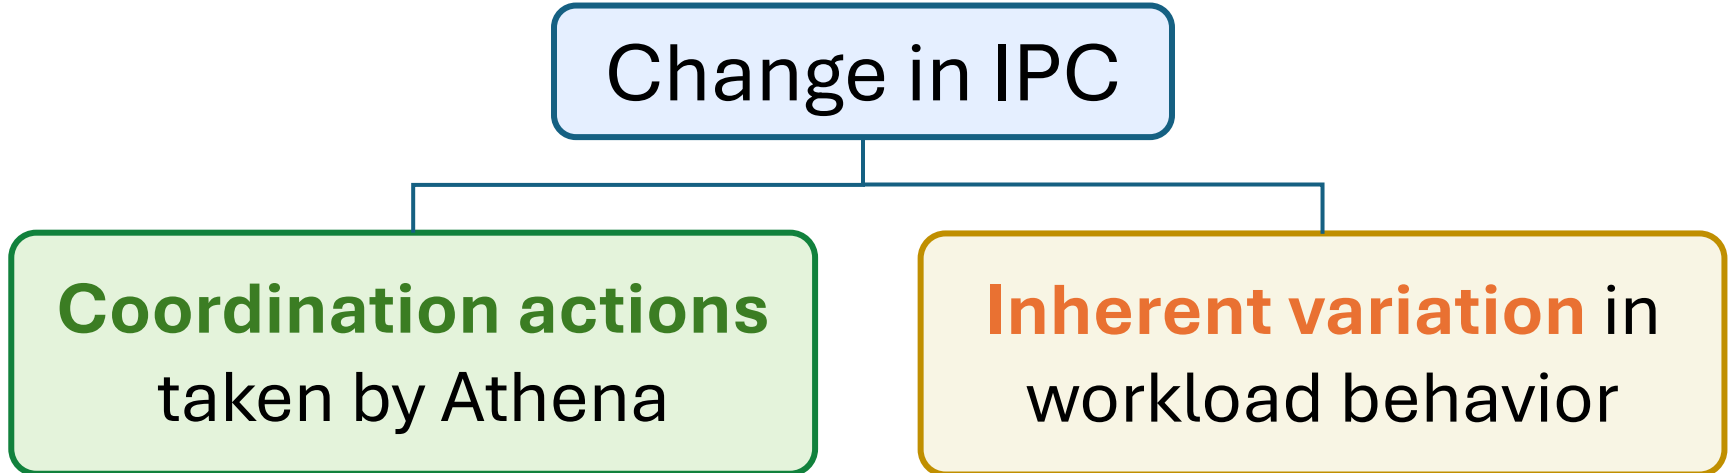 Change in IPC
Coordination actions
taken by Athena
Inherent variation in
workload behavior